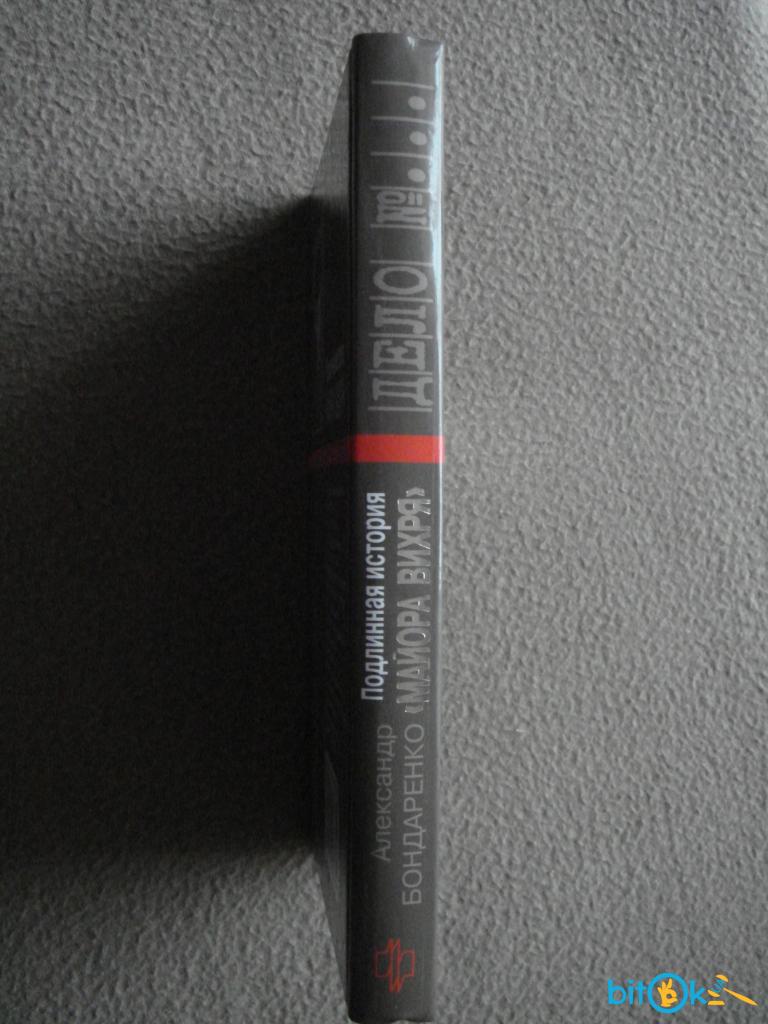 Александр
БОНДАРЕНКО
Подлинная история
«МАЙОРА ВИХРЯ»
ДЕЛО №....
bitOk